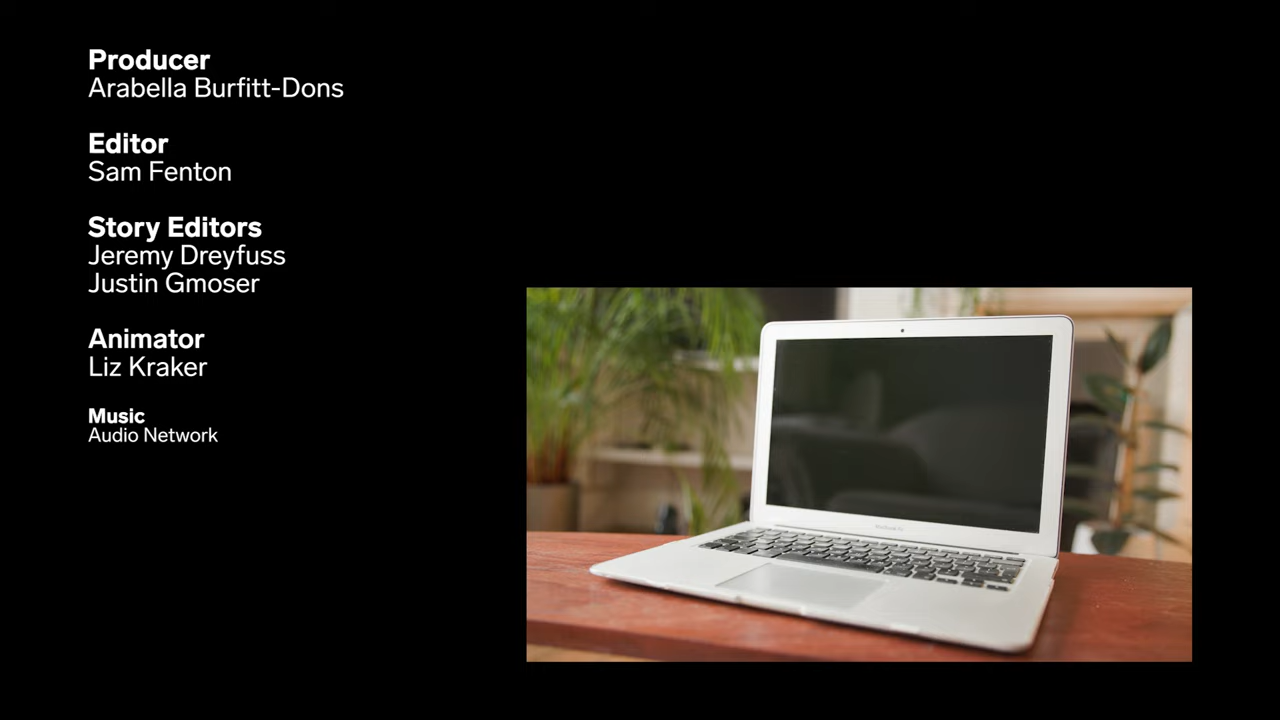 Producer
Arabella Burfitt-Dons
Editor
Sam Fenton
Story Editors
Jeremy Dreyfuss
Justin Gmoser
Animator
Liz Kraker
Music
Audio Network